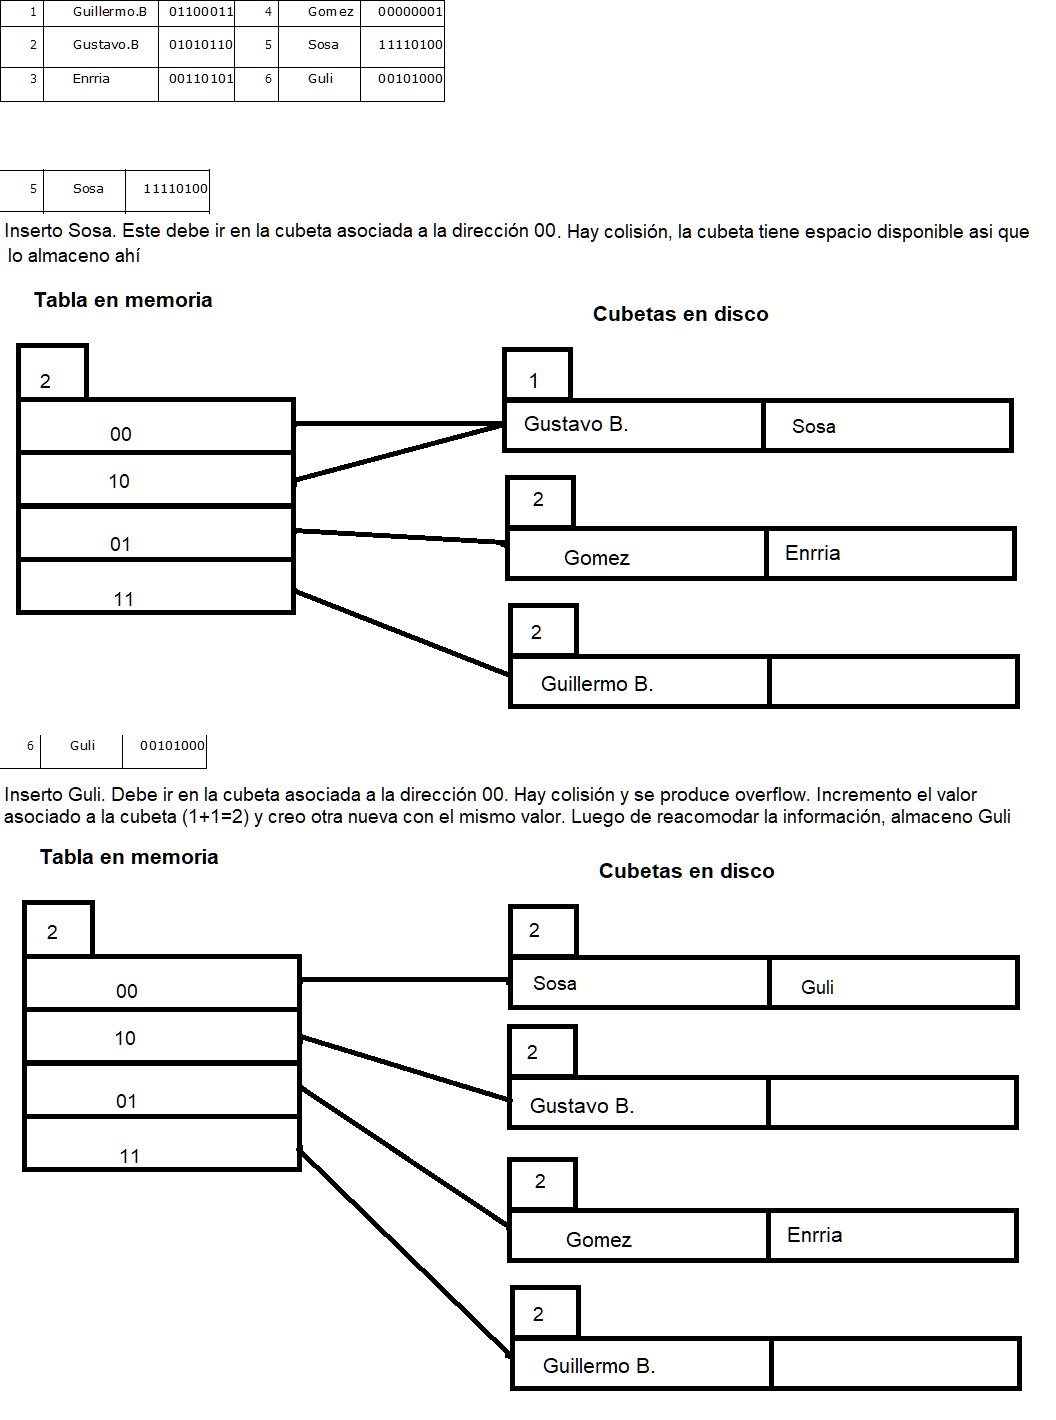 1 Guillermo.B 01100011 4 Gomez 00000001
2 Gustavo.B 01010110 5 Sosa 11110100
3 Enrria 00110101 6 Guli 00101000
5 Sosa 11110100
Inserto Sosa. Este debe ir en la cubeta asociada a la dirección 00. Hay colisión, la cubeta tiene espacio disponible asi que
lo almaceno ahí
Tabla en memoria
Cubetas en disco
2
1
00
Gustavo B. Sosa
10
2
01
Gomez Enrria
11
2
Guillermo B.
6 Guli 00101000
Inserto Guli. Debe ir en la cubeta asociada a la dirección 00. Hay colisión y se produce overflow. Incremento el valor
asociado a la cubeta (1+1=2) y creo otra nueva con el mismo valor. Luego de reacomodar la información, almaceno Guli
Tabla en memoria
Cubetas en disco
2
2
00
Sosa Guli
10
2
01
Gustavo B.
11
2
Gomez Enrria
2
Guillermo B.